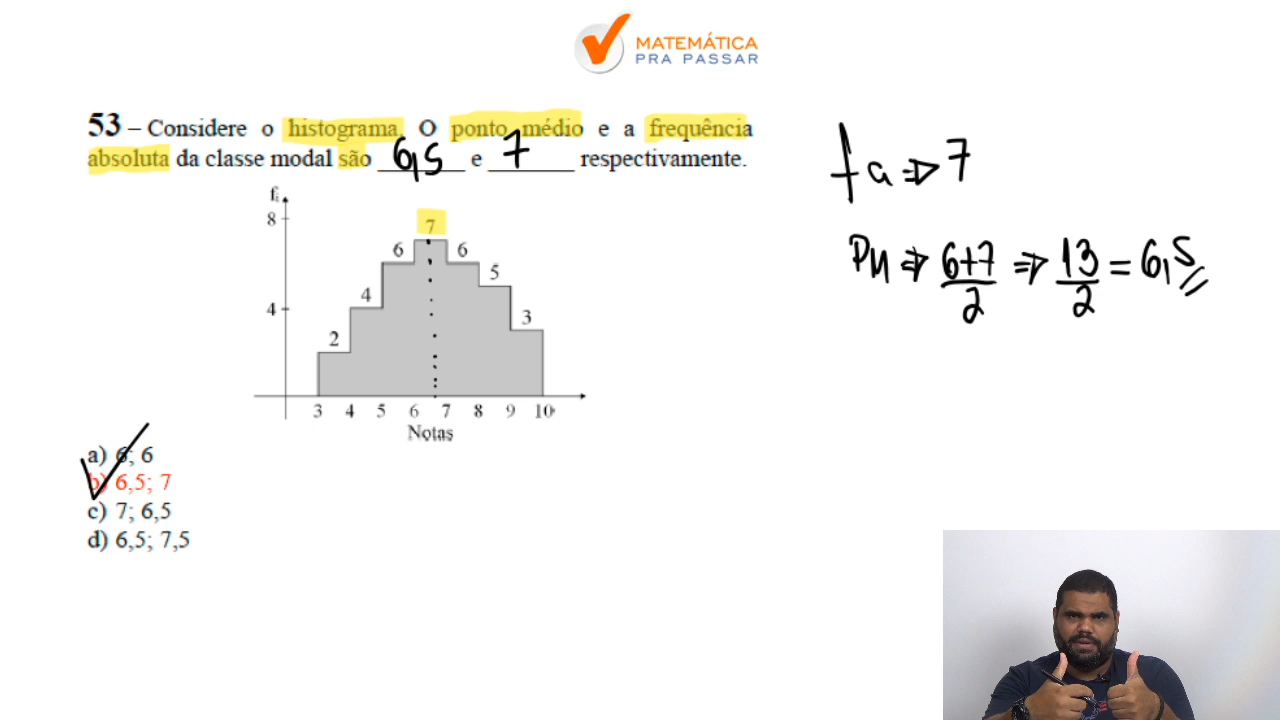 MATEMÁTICA
PRA PASSAR
53 – Considere o histograma. O ponto médio e a frequência
absoluta da classe modal são 6,5 e 7 respectivamente.
fa ⇒ 7
PM ⇒ 6+7/2 ⇒ 13/2 = 6,5
fᵢ
8
7
6
6
5
4
4
3
2
3 4 5 6 7 8 9 10
Notas
a) 6; 6
b) 6,5; 7
c) 7; 6,5
d) 6,5; 7,5